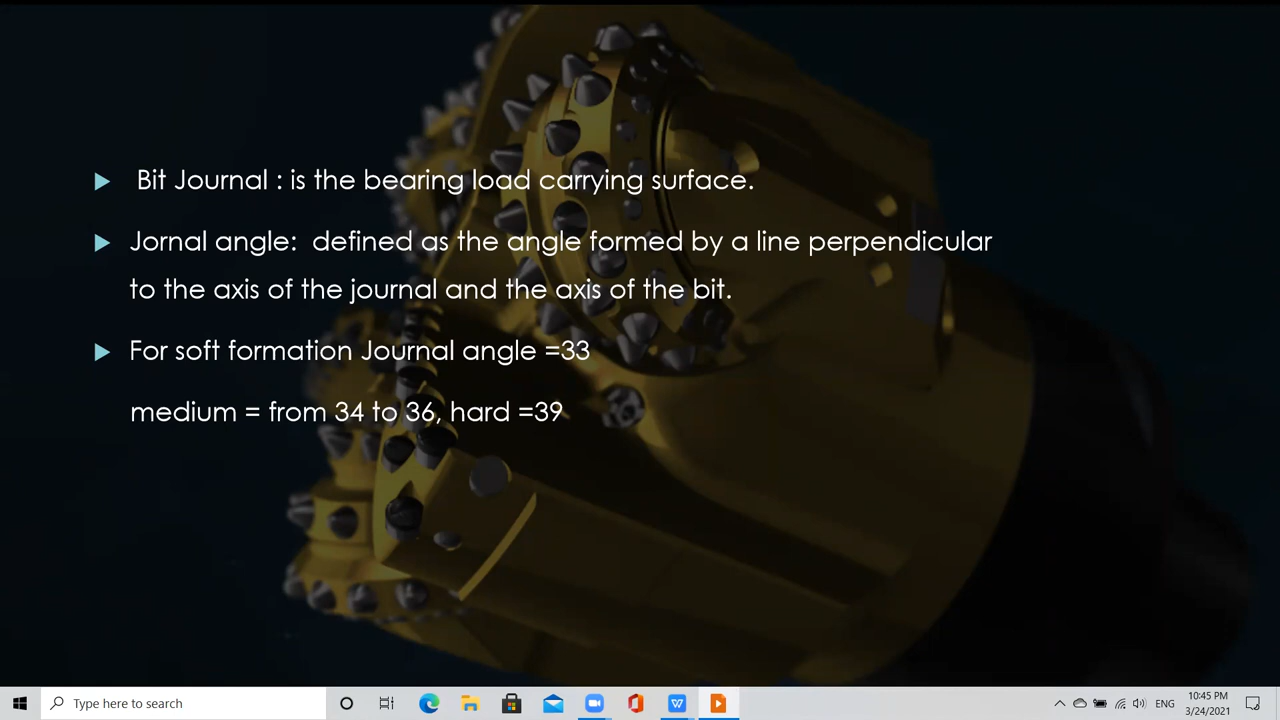 Bit Journal : is the bearing load carrying surface.
Jornal angle: defined as the angle formed by a line perpendicular
to the axis of the journal and the axis of the bit.
For soft formation Journal angle =33
medium = from 34 to 36, hard =39
Type here to search
ENG
10:45 PM
3/24/2021